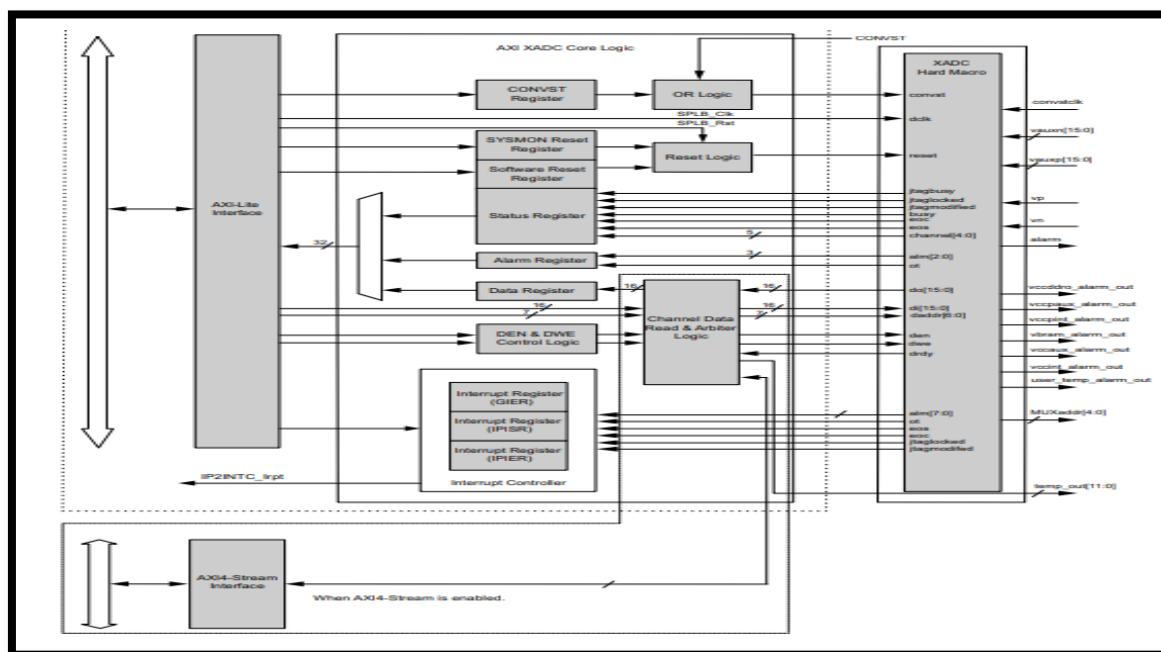 AXI XADC Core Logic
CONVST
XADC
Hard Macro
CONVST
Register
OR Logic
convst
convstclk
SPLB_Clk
dclk
SPLB_Rst
vauxn[15:0]
SYSMON Reset
Register
Reset Logic
reset
vauxp[15:0]
Software Reset
Register
AXI-Lite
Interface
Status Register
jtagbusy
jtaglocked
jtagmodified
busy
eoc
eos
5
channel[4:0]
vp
vn
alarm
32
Alarm Register
3
alm[2:0]
ot
Data Register
16
16
do[15:0]
vccddro_alarm_out
16
7
Channel Data
Read & Arbiter
Logic
16
7
di[15:0]
daddr[6:0]
vccpaux_alarm_out
vccpint_alarm_out
DEN & DWE
Control Logic
den
dwe
drdy
vbram_alarm_out
vccaux_alarm_out
vccint_alarm_out
user_temp_alarm_out
Interrupt Register
(GIER)
Interrupt Register
(IPISR)
Interrupt Register
(IPIER)
Interrupt Controller
alm[7:0]
ot
eos
eoc
jtaglocked
jtagmodified
MUXaddr[4:0]
IP2INTC_Irpt
temp_out[11:0]
AXI4-Stream
Interface
When AXI4-Stream is enabled.